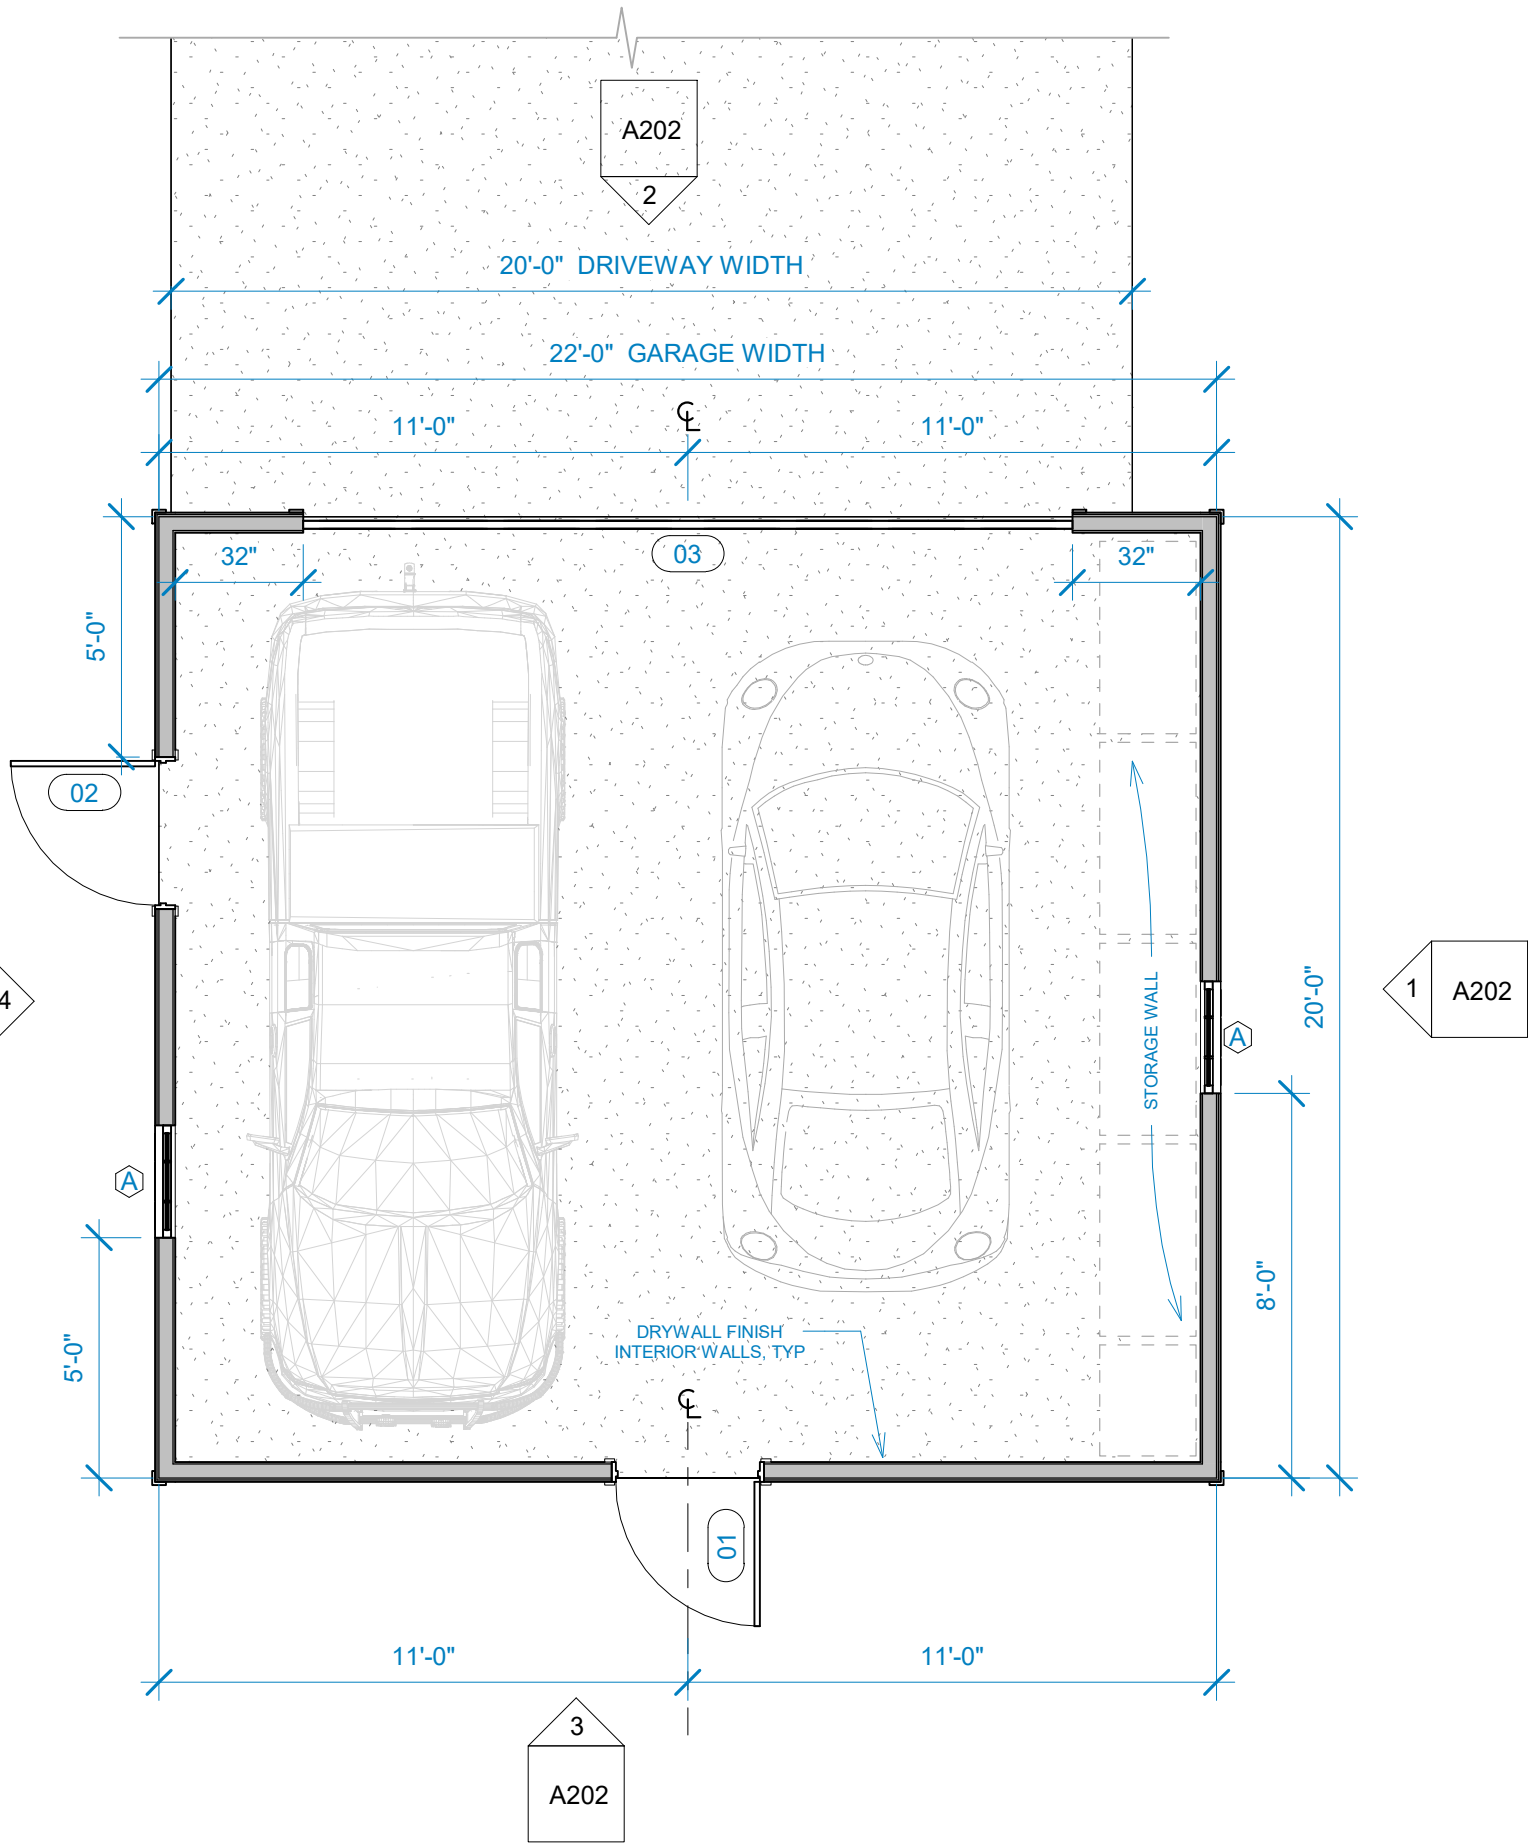 A202
2
20'-0" DRIVEWAY WIDTH
22'-0" GARAGE WIDTH
℄
11'-0"
11'-0"
32"
03
32"
5'-0"
02
4
1
A202
20'-0"
STORAGE WALL
A
A
8'-0"
5'-0"
DRYWALL FINISH
INTERIOR WALLS, TYP
℄
01
11'-0"
11'-0"
3
A202